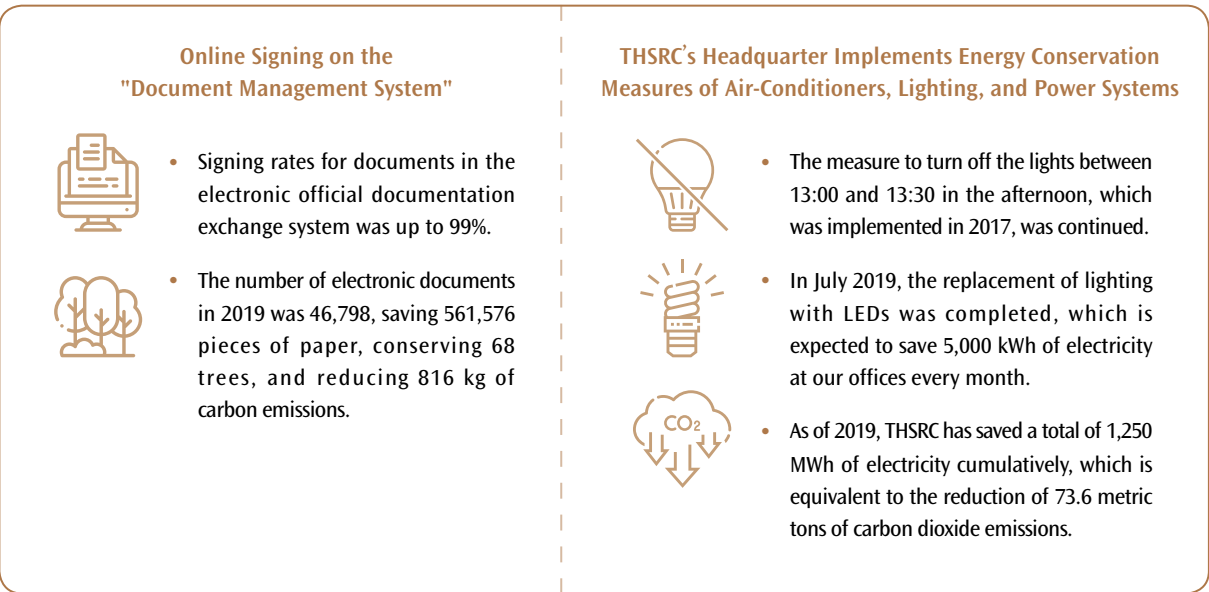 Online Signing on the
"Document Management System"
• Signing rates for documents in the
electronic official documentation
exchange system was up to 99%.
• The number of electronic documents
in 2019 was 46,798, saving 561,576
pieces of paper, conserving 68
trees, and reducing 816 kg of
carbon emissions.
THSRC's Headquarter Implements Energy Conservation
Measures of Air-Conditioners, Lighting, and Power Systems
• The measure to turn off the lights between
13:00 and 13:30 in the afternoon, which
was implemented in 2017, was continued.
• In July 2019, the replacement of lighting
with LEDs was completed, which is
expected to save 5,000 kWh of electricity
at our offices every month.
CO₂
• As of 2019, THSRC has saved a total of 1,250
MWh of electricity cumulatively, which is
equivalent to the reduction of 73.6 metric
tons of carbon dioxide emissions.